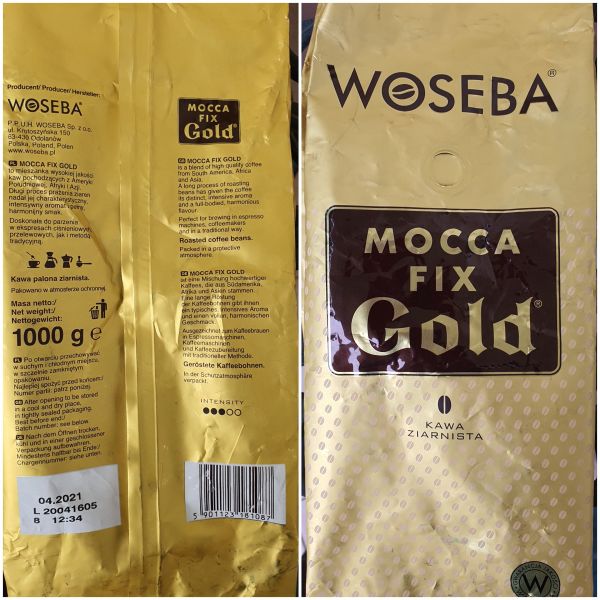 Producent/ Producer/ Hersteller:
WOSEBA®
P.P.U.H. WOSEBA Sp. z o.o.
ul. Krotoszyńska 150
63-430 Odolanów
Polska, Poland, Polen
www.woseba.pl
PL MOCCA FIX GOLD
to mieszanka wysokiej jakości
kaw pochodzących z Ameryki
Południowej, Afryki i Azji.
Długi proces prażenia ziaren
nadał jej charakterystyczny,
intensywny aromat i pełny,
harmonijny smak.
Doskonała do parzenia
w ekspresach ciśnieniowych,
przelewowych, jak i metodą
tradycyjną.
Kawa palona ziarnista.
Pakowano w atmosferze ochronnej.
Masa netto:/
Net weight:/
Nettogewicht:
1000 g e
PL Po otwarciu przechowywać
w suchym i chłodnym miejscu,
w szczelnie zamkniętym
opakowaniu.
Najlepiej spożyć przed końcem:/
Numer partii: patrz poniżej.
GB After opening to be stored
in a cool and dry place,
in tightly sealed packaging.
Best before end:/
Batch number: see below.
DE Nach dem Öffnen trocken,
kühl und in einer geschlossener
Verpackung aufbewahren.
Mindestens haltbar bis Ende:/
Chargennummer: siehe unten.
04.2021
L 20041605
8 12:34
MOCCA
FIX
Gold®
GB MOCCA FIX GOLD
is a blend of high quality coffee
from South America, Africa
and Asia.
A long process of roasting
beans has given the coffee
its distinct, intensive aroma
and a full-bodied, harmonious
flavour.
Perfect for brewing in espresso
machines, coffeemakers
and in a traditional way.
Roasted coffee beans.
Packed in a protective
atmosphere.
DE MOCCA FIX GOLD
ist eine Mischung hochwertiger
Kaffees, die aus Südamerika,
Afrika und Asien stammen.
Eine lange Röstung
der Kaffeebohnen gibt ihnen
ein typisches, intensives Aroma
und einen vollen, harmonischen
Geschmack.
Ausgezeichnet zum Kaffeebrauen
in Espressomaschinen,
Kaffeemaschinen
und Kaffeezubereitung
mit traditioneller Methode.
Geröstete Kaffeebohnen.
In der Schutzatmosphäre
verpackt.
INTENSITY
5 901123 181087
WOSEBA®
MOCCA
FIX
Gold®
KAWA
ZIARNISTA
W